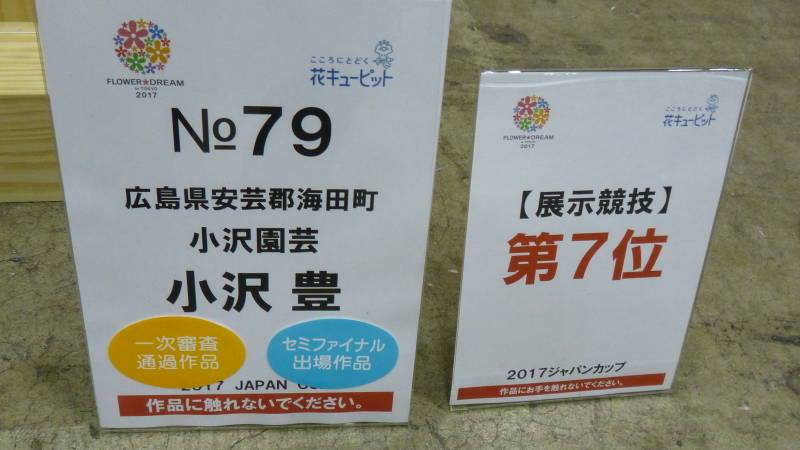 FLOWER★DREAM
in TOKYO
2017
こころにとどく
花キューピット
№79
広島県安芸郡海田町
小沢園芸
小沢 豊
一次審査
通過作品
セミファイナル
出場作品
2017 JAPAN
作品に触れないでください。
FLOWER★DREAM
in TOKYO
2017
こころにとどく
花キューピット
【展示競技】
第7位
2017ジャパンカップ
作品にお手を触れないでください。